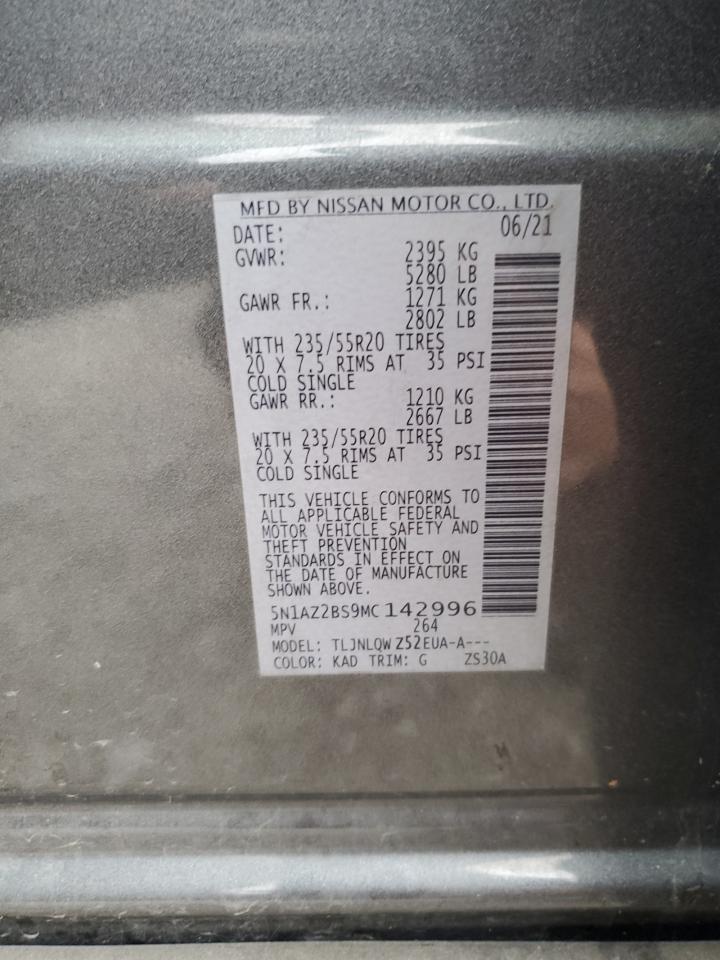 MFD BY NISSAN MOTOR CO., LTD.
DATE: 06/21
GVWR: 2395 KG
5280 LB
GAWR FR.: 1271 KG
2802 LB
WITH 235/55R20 TIRES
20 X 7.5 RIMS AT 35 PSI
COLD SINGLE
GAWR RR.: 1210 KG
2667 LB
WITH 235/55R20 TIRES
20 X 7.5 RIMS AT 35 PSI
COLD SINGLE
THIS VEHICLE CONFORMS TO
ALL APPLICABLE FEDERAL
MOTOR VEHICLE SAFETY AND
THEFT PREVENTION
STANDARDS IN EFFECT ON
THE DATE OF MANUFACTURE
SHOWN ABOVE.
5N1AZ2BS9MC142996
MPV 264
MODEL: TLJNLQW Z52EUA-A---
COLOR: KAD TRIM: G ZS30A